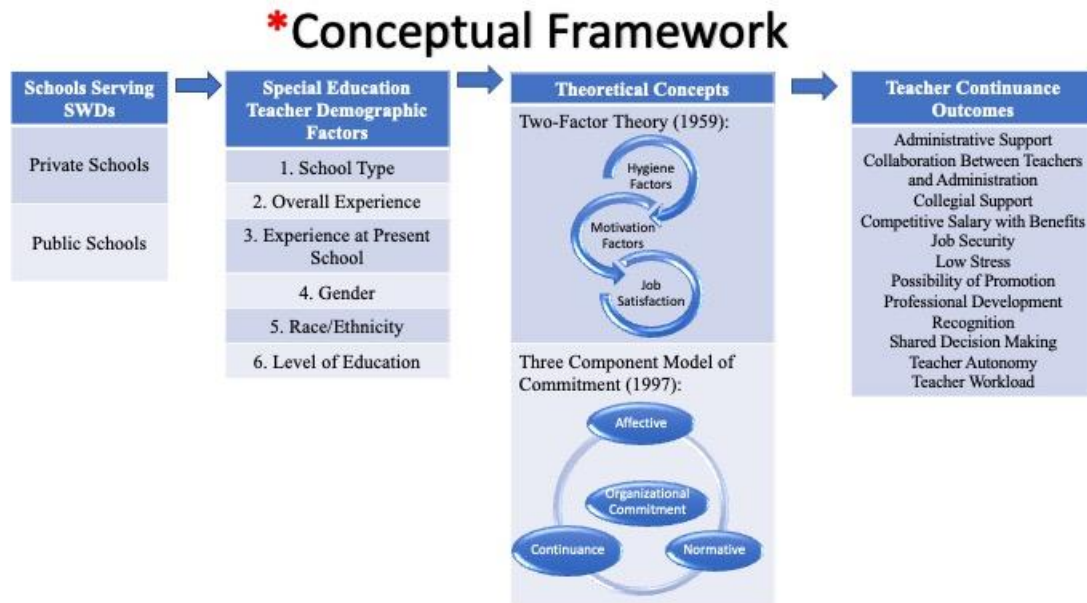 *Conceptual Framework
Schools Serving
SWDs
Private Schools
Public Schools
Special Education
Teacher Demographic
Factors
1. School Type
2. Overall Experience
3. Experience at Present
School
4. Gender
5. Race/Ethnicity
6. Level of Education
Theoretical Concepts
Two-Factor Theory (1959):
Hygiene
Factors
Motivation
Factors
Job
Satisfaction
Three Component Model of
Commitment (1997):
Affective
Organizational
Commitment
Continuance
Normative
Teacher Continuance
Outcomes
Administrative Support
Collaboration Between Teachers
and Administration
Collegial Support
Competitive Salary with Benefits
Job Security
Low Stress
Possibility of Promotion
Professional Development
Recognition
Shared Decision Making
Teacher Autonomy
Teacher Workload